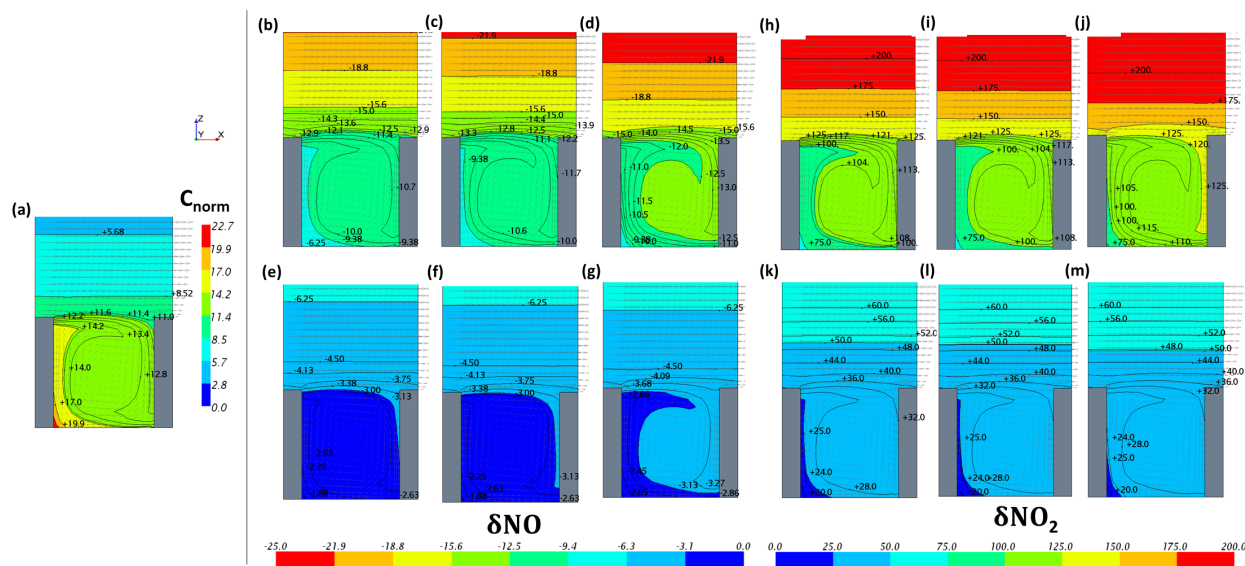 (b) (c) (d) (h) (i) (j)
-21.9 +200. +200. +200.
-18.8 -18.8 -21.9 +175. +175. +175.
-15.6 -15.6 -18.8 +150. +150. +150.
-15.0 -15.0 -15.6
-14.3 -14.4 -13.9
-13.6 -12.5 -12.9 -12.5 -15.0 -14.0 -14.5 -15.0
-12.9 -12.1 -11.4 -13.3 12.8 -11.1 -12.2 -13.5
+125. +117. +121. +125. +121. +125. +117. +125. +120.
+100. +100. +104.
-12.0
-9.38 -11.0 +104. +113. +113.
-11.7 -12.5
-10.7 -13.0 +105. +125.
-11.5 +100.
-10.5 +100.
-10.0 -10.6 +115.
-6.25 -9.38 -9.38 -10.0 -12.5 -11.0
+75.0 +108. +100. +75.0 +100. +108. +75.0 +110.
Z
Y X
(a) C norm
22.7
19.9
17.0
14.2
11.4
8.5
5.7
2.8
0.0
+5.68
+8.52
+12.2 +11.6 +11.4 +11.0
+14.2 +13.4
+14.0 +12.8
+17.0
+19.9
(e) (f) (g) (k) (l) (m)
-6.25 -6.25 -6.25 +60.0 +60.0 +60.0
+56.0 +56.0 +56.0
+52.0 +52.0 +52.0
-4.50 -4.50 -4.50 +50.0 +48.0 +50.0 +48.0 +48.0 +50.0
-4.13 -4.13 -4.09 +44.0 +44.0 +44.0
-3.38 -3.75 -3.38 -3.75 -3.68 +40.0 +40.0 +40.0
-3.00 -3.00 +36.0 +36.0 +36.0
-3.13 +32.0 +32.0 +32.0
-2.25 -2.25 +25.0 +25.0 +24.0 +28.0
-2.63 -3.13 -3.13 -3.27 +24.0 +24.0 +28.0 +25.0
-2.63 -2.63 -2.86 +28.0 +20.0
δNO δNO2
-25.0 -21.9 -18.8 -15.6 -12.5 -9.4 -6.3 -3.1 0.0 0.0 25.0 50.0 75.0 100.0 125.0 150.0 175.0 200.0